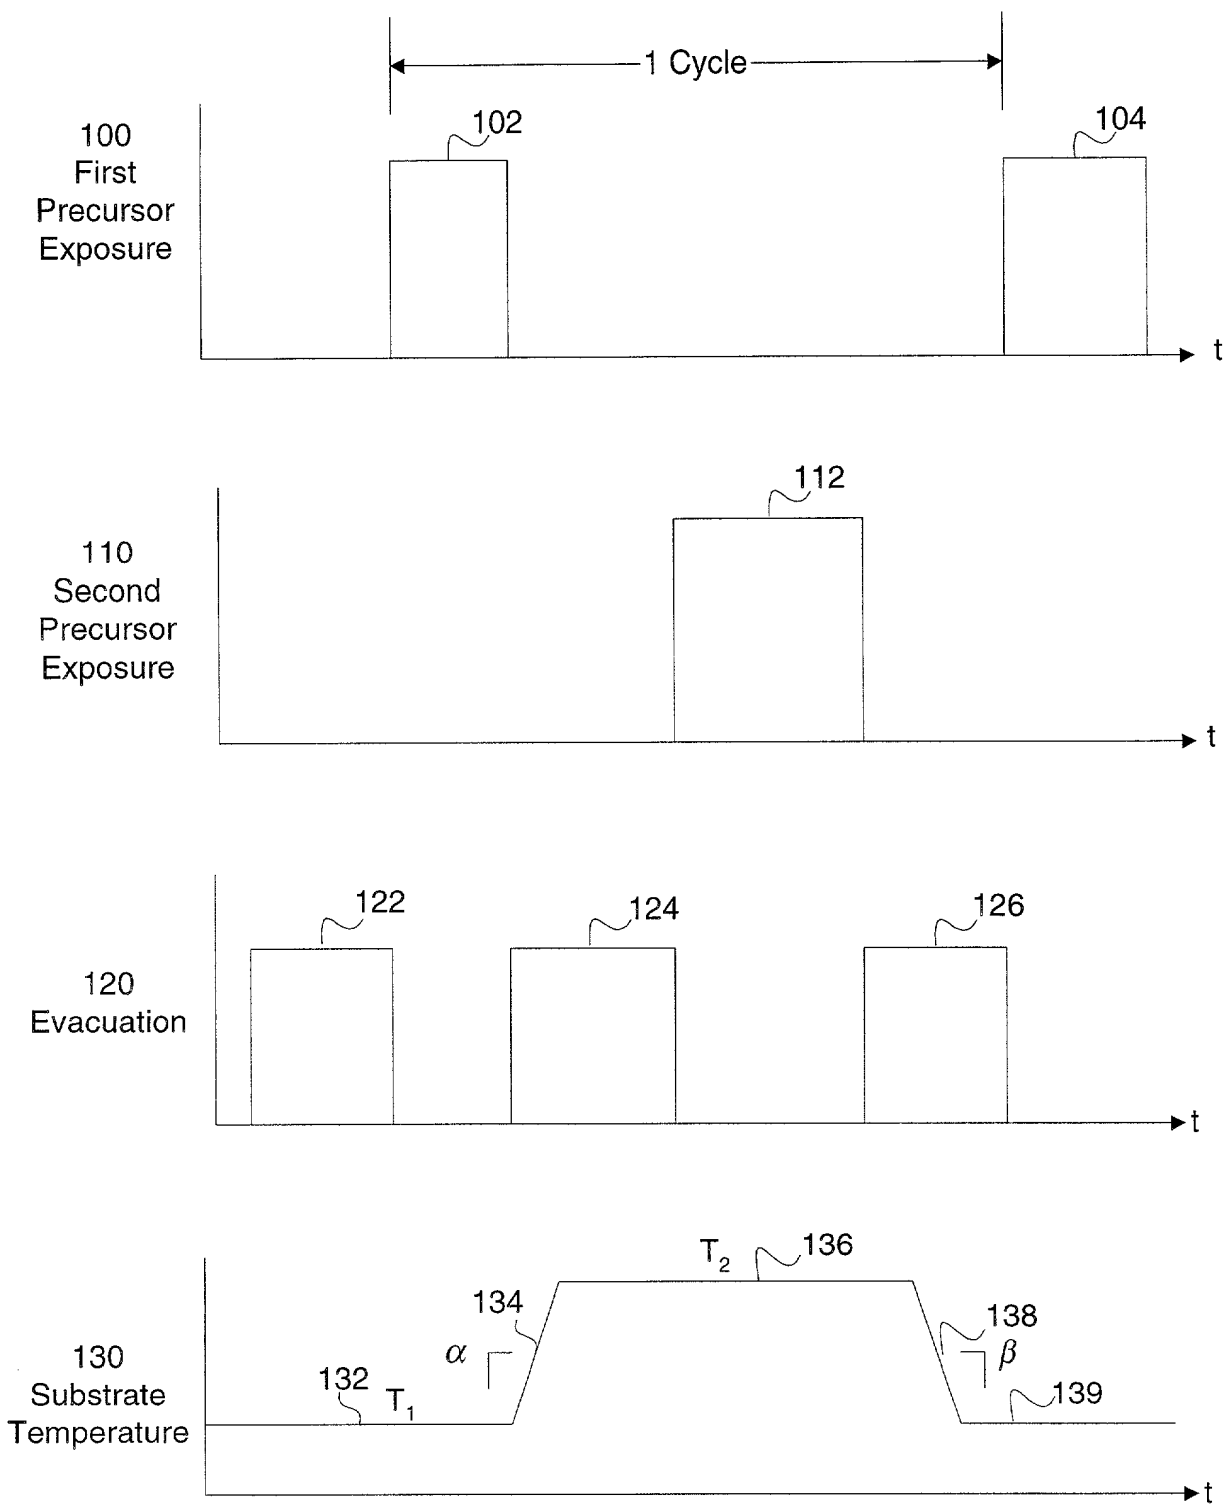 1 Cycle
100
First
Precursor
Exposure
102
104
t
110
Second
Precursor
Exposure
112
t
120
Evacuation
122
124
126
t
130
Substrate
Temperature
132
T1
α
134
T2
136
138
β
139
t